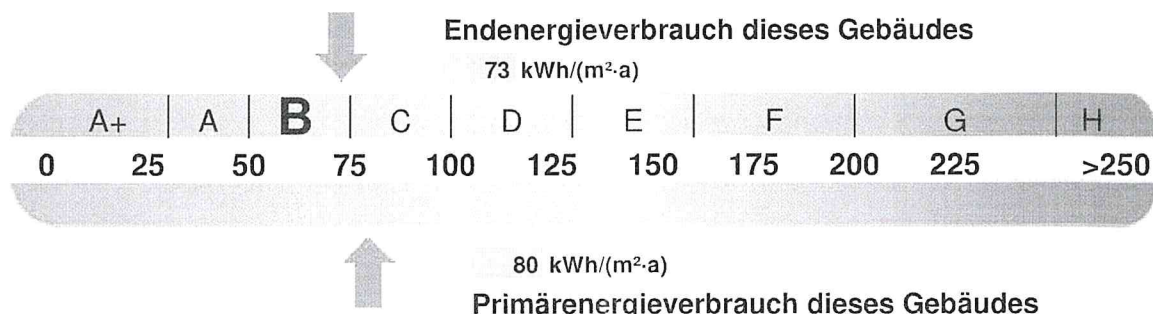 Endenergieverbrauch dieses Gebäudes
73 kWh/(m²·a)
A+ A B C D E F G H
0 25 50 75 100 125 150 175 200 225 >250
80 kWh/(m²·a)
Primärenergieverbrauch dieses Gebäudes